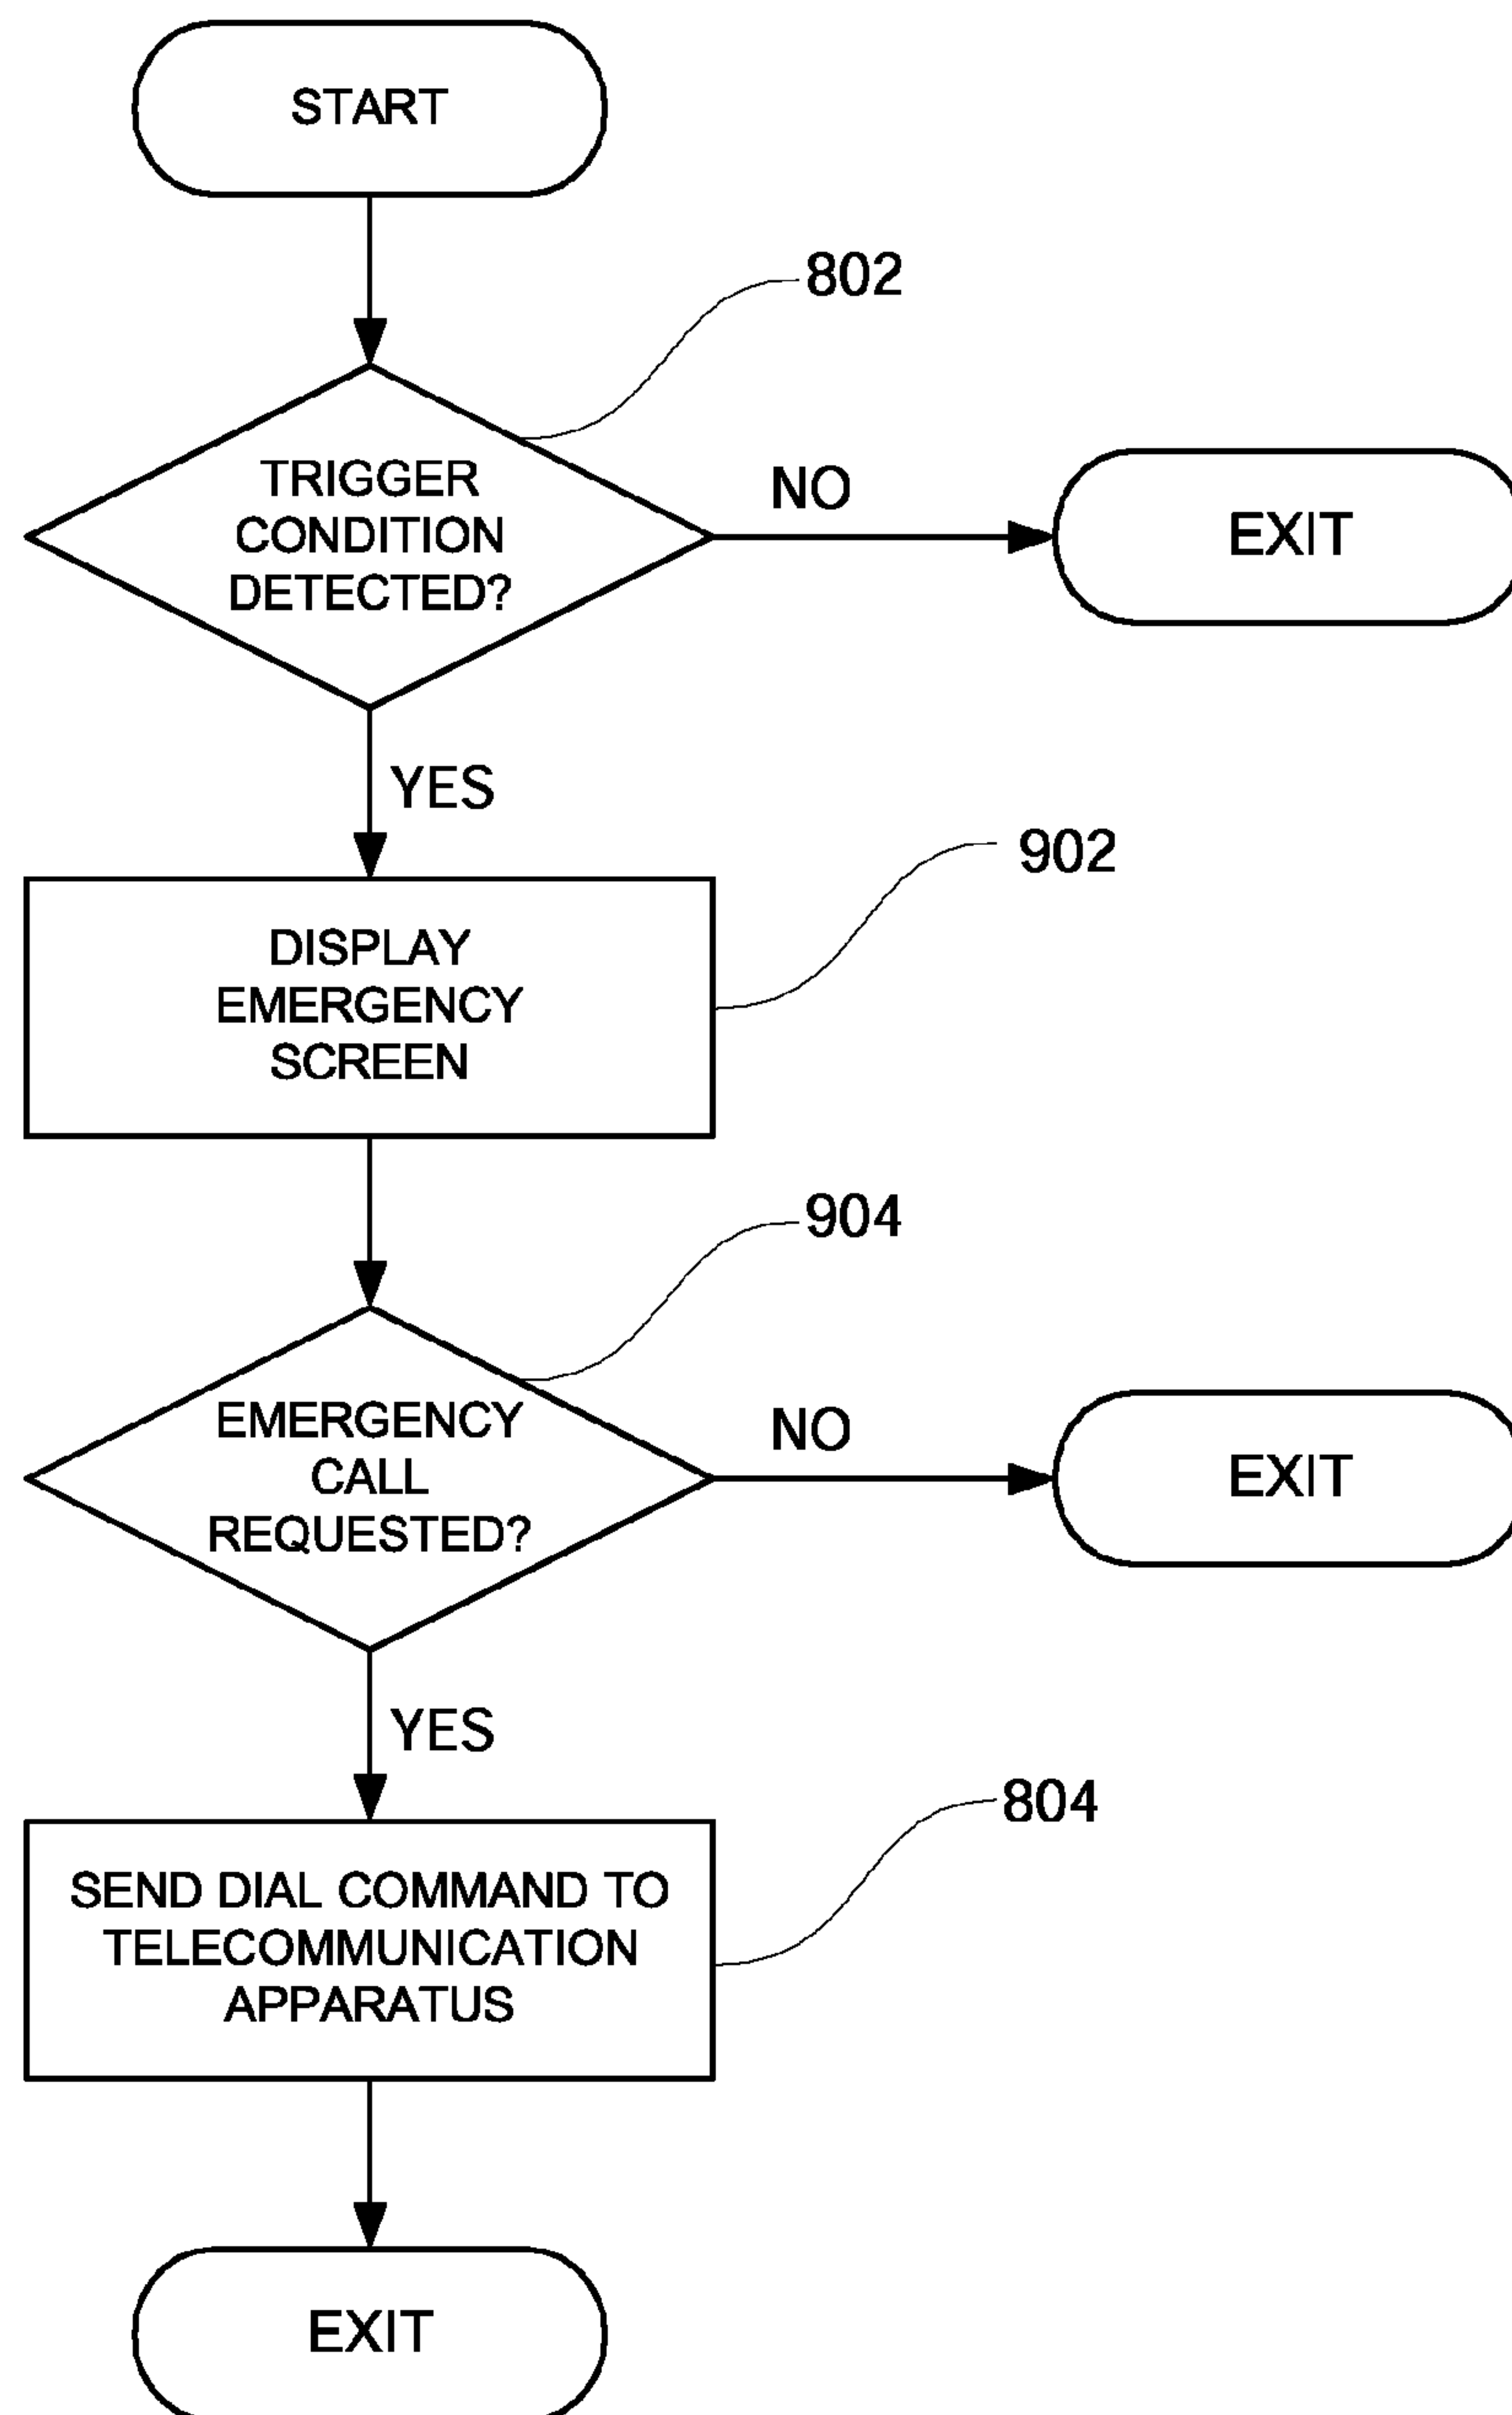 START
802
TRIGGER
CONDITION
DETECTED?
NO
EXIT
YES
902
DISPLAY
EMERGENCY
SCREEN
904
EMERGENCY
CALL
REQUESTED?
NO
EXIT
YES
804
SEND DIAL COMMAND TO
TELECOMMUNICATION
APPARATUS
EXIT